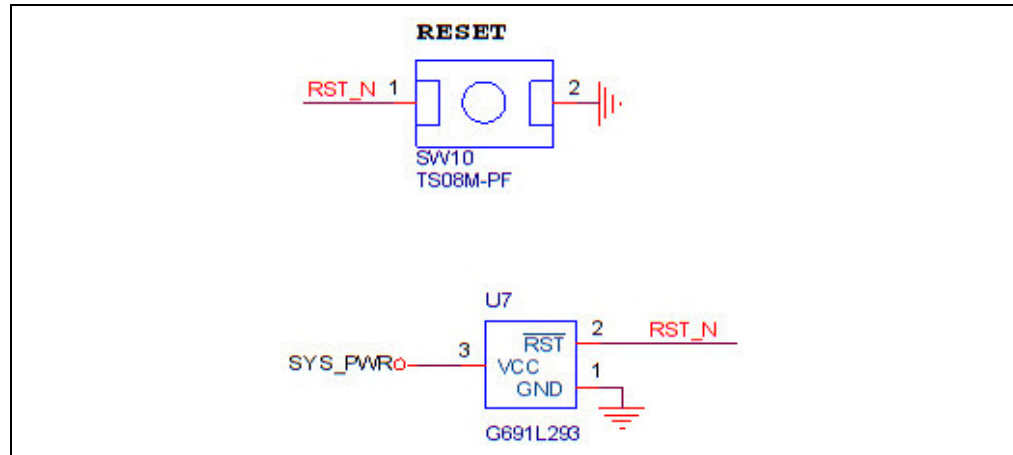 RESET
RST_N 1
2
SW10
TS08M-PF
U7
SYS_PWR
3
RST
VCC
GND
2
RST_N
1
G691L293